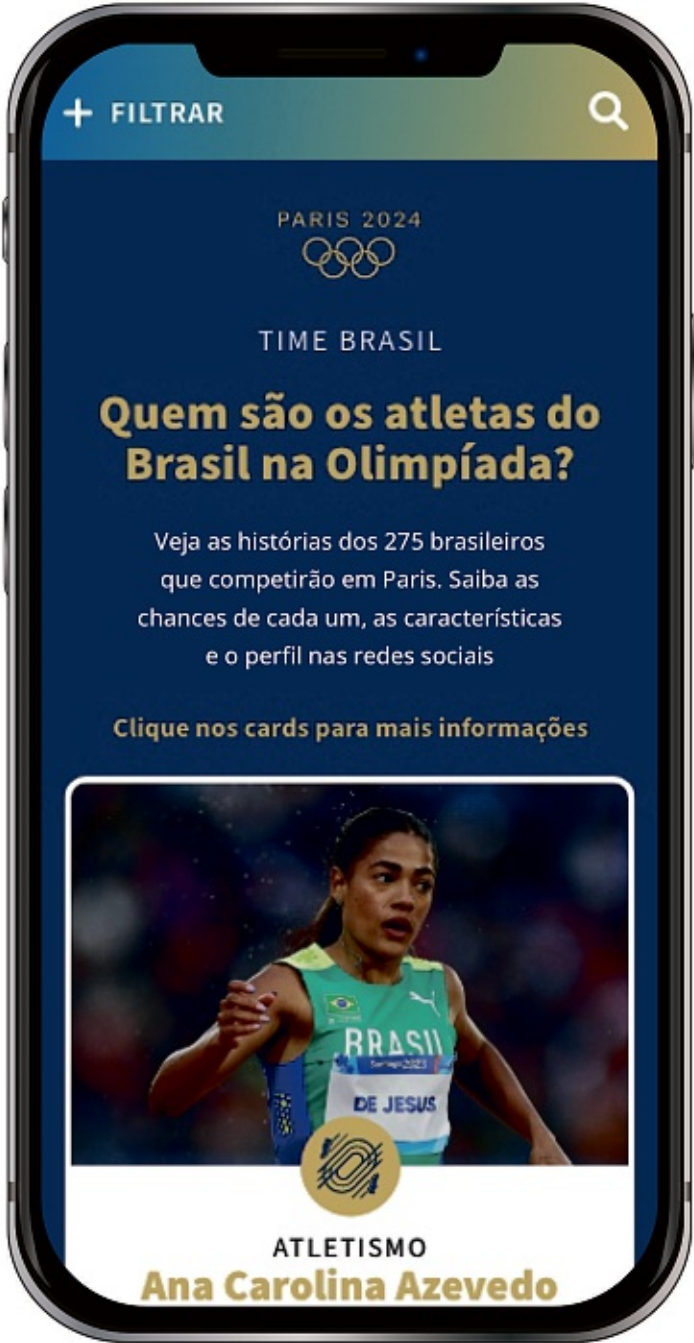 FILTRAR
PARIS 2024
TIME BRASIL
Quem são os atletas do
Brasil na Olimpíada?
Veja as histórias dos 275 brasileiros
que competirão em Paris. Saiba as
chances de cada um, as características
e o perfil nas redes sociais
Clique nos cards para mais informações
BRASIL
Santiago 2023
DE JESUS
ATLETISMO
Ana Carolina Azevedo